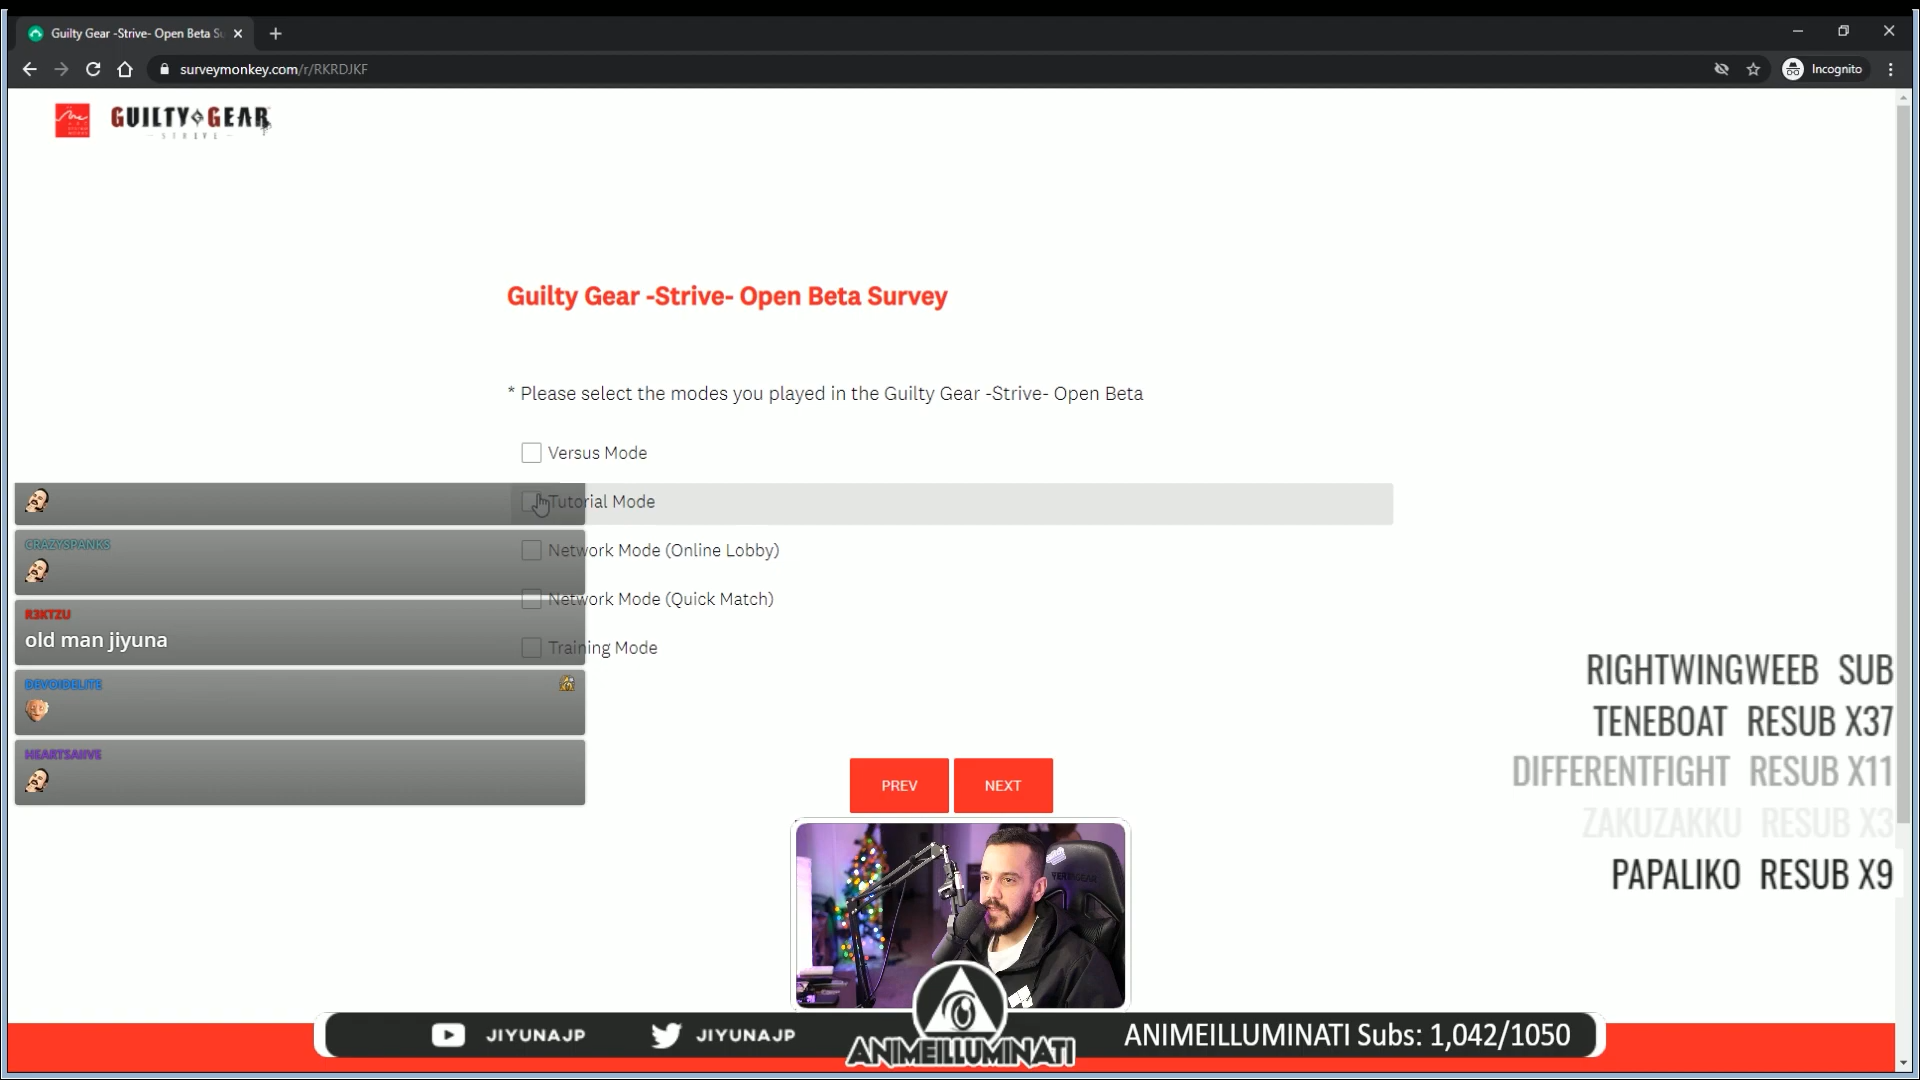 Guilty Gear -Strive- Open Beta Su
surveymonkey.com/r/RKRDJKF
Incognito
GUILTY GEAR
STRIVE
Guilty Gear -Strive- Open Beta Survey
* Please select the modes you played in the Guilty Gear -Strive- Open Beta
Versus Mode
Tutorial Mode
Network Mode (Online Lobby)
Network Mode (Quick Match)
Training Mode
CRAZYSPANKS
R3KTZU
old man jiyuna
DEVOIDELITE
HEARTSAIIVE
PREV
NEXT
RIGHTWINGWEEB SUB
TENEBOAT RESUB X37
DIFFERENTFIGHT RESUB X11
ZAKUZAKKU RESUB X3
PAPALIKO RESUB X9
JIYUNAJP
JIYUNAJP
ANIMEILLUMINATI
ANIMEILLUMINATI Subs: 1,042/1050